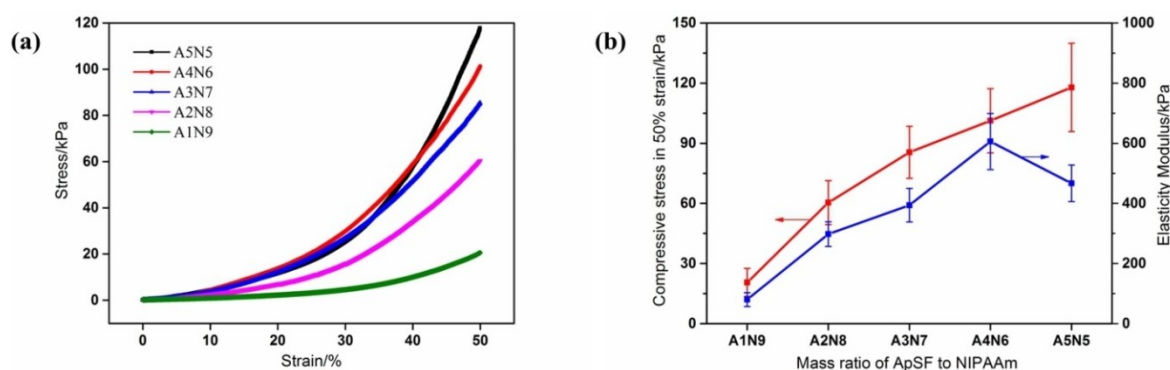 (a)
Stress/kPa
120
100
80
60
40
20
0
A5N5
A4N6
A3N7
A2N8
A1N9
0 10 20 30 40 50
Strain/%
(b)
Compressive stress in 50% strain/kPa
150
120
90
60
30
0
1000
800
600
400
200
0
Elasticity Modulus/kPa
A1N9 A2N8 A3N7 A4N6 A5N5
Mass ratio of ApSF to NIPAAm